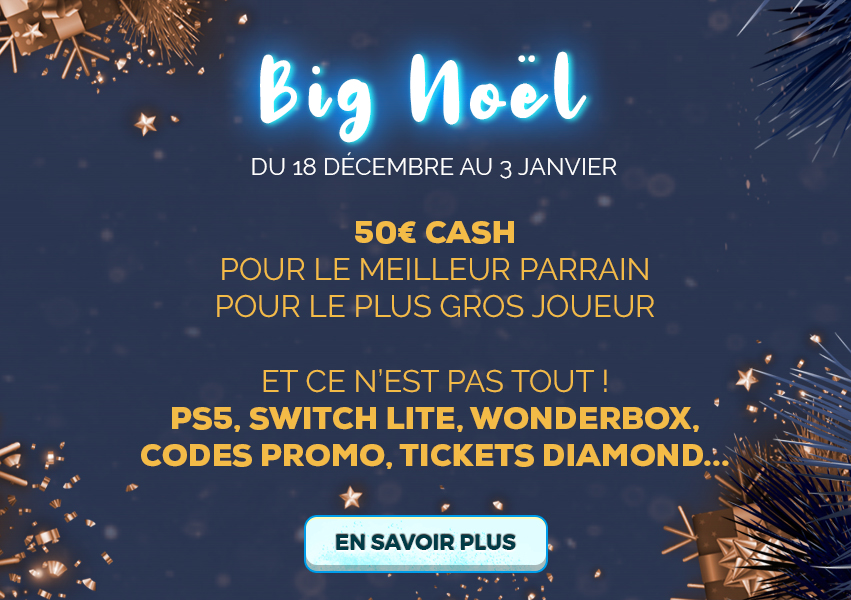 Big Noël
DU 18 DÉCEMBRE AU 3 JANVIER
50€ CASH
POUR LE MEILLEUR PARRAIN
POUR LE PLUS GROS JOUEUR
ET CE N'EST PAS TOUT !
PS5, SWITCH LITE, WONDERBOX,
CODES PROMO, TICKETS DIAMOND...
EN SAVOIR PLUS